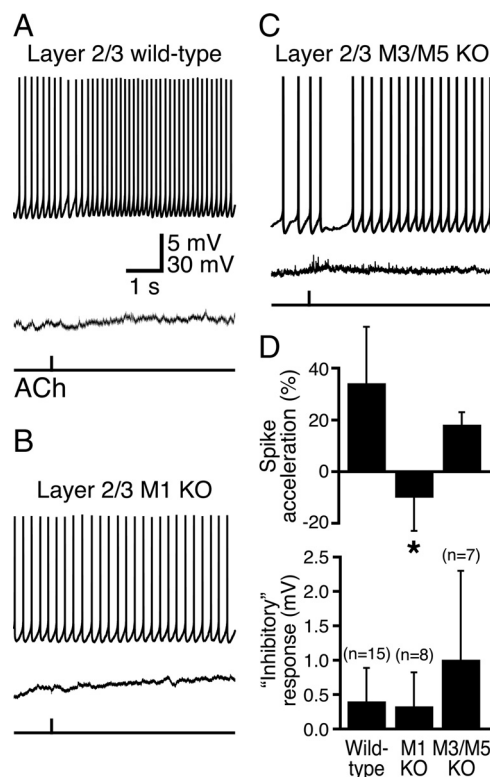 A
Layer 2/3 wild-type
5 mV
30 mV
1 s
ACh
B
Layer 2/3 M1 KO
C
Layer 2/3 M3/M5 KO
D
Spike
acceleration (%)
40
20
0
-20
*
"Inhibitory"
response (mV)
2.5
2.0
1.5
1.0
0.5
0.0
(n=15)
(n=8)
(n=7)
Wild-
type
M1
KO
M3/M5
KO